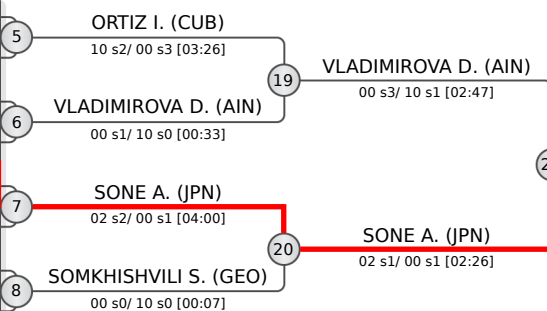 5
ORTIZ I. (CUB)
10 s2/ 00 s3 [03:26]
19
VLADIMIROVA D. (AIN)
00 s3/ 10 s1 [02:47]
6
VLADIMIROVA D. (AIN)
00 s1/ 10 s0 [00:33]
7
SONE A. (JPN)
02 s2/ 00 s1 [04:00]
20
SONE A. (JPN)
02 s1/ 00 s1 [02:26]
8
SOMKHISHVILI S. (GEO)
00 s0/ 10 s0 [00:07]